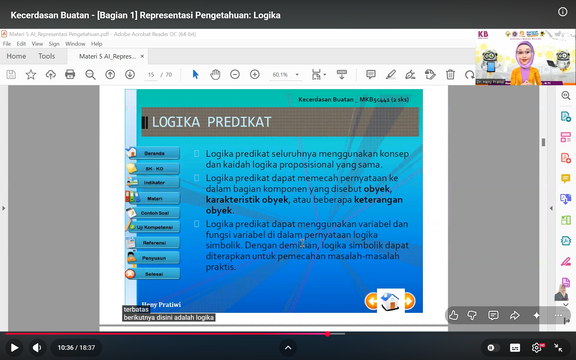 Kecerdasan Buatan - [Bagian 1] Representasi Pengetahuan: Logika
Materi 5 AI_Representasi Pengetahuan.pdf - Adobe Acrobat Reader DC (64-bit)
File Edit View Sign Window Help
Home Tools Materi 5 AI_Repres... ×
15 / 70
60,1%
KB
Kecerdasan Buatan _ MKB51444 (2 sks)
LOGIKA PREDIKAT
Beranda
SK - KD
Indikator
Materi
Contoh Soal
Uji Kompetensi
Referensi
Penyusun
Selesai
Logika predikat seluruhnya menggunakan konsep
dan kaidah logika proposisional yang sama.
Logika predikat dapat memecah pernyataan ke
dalam bagian komponen yang disebut obyek,
karakteristik obyek, atau beberapa keterangan
obyek.
Logika predikat dapat menggunakan variabel dan
fungsi variabel di dalam pernyataan logika
simbolik. Dengan demikian, logika simbolik dapat
diterapkan untuk pemecahan masalah-masalah
praktis.
Heny Pratiwi
terbatas
berikutnya disini adalah logika
10:36 / 18:37